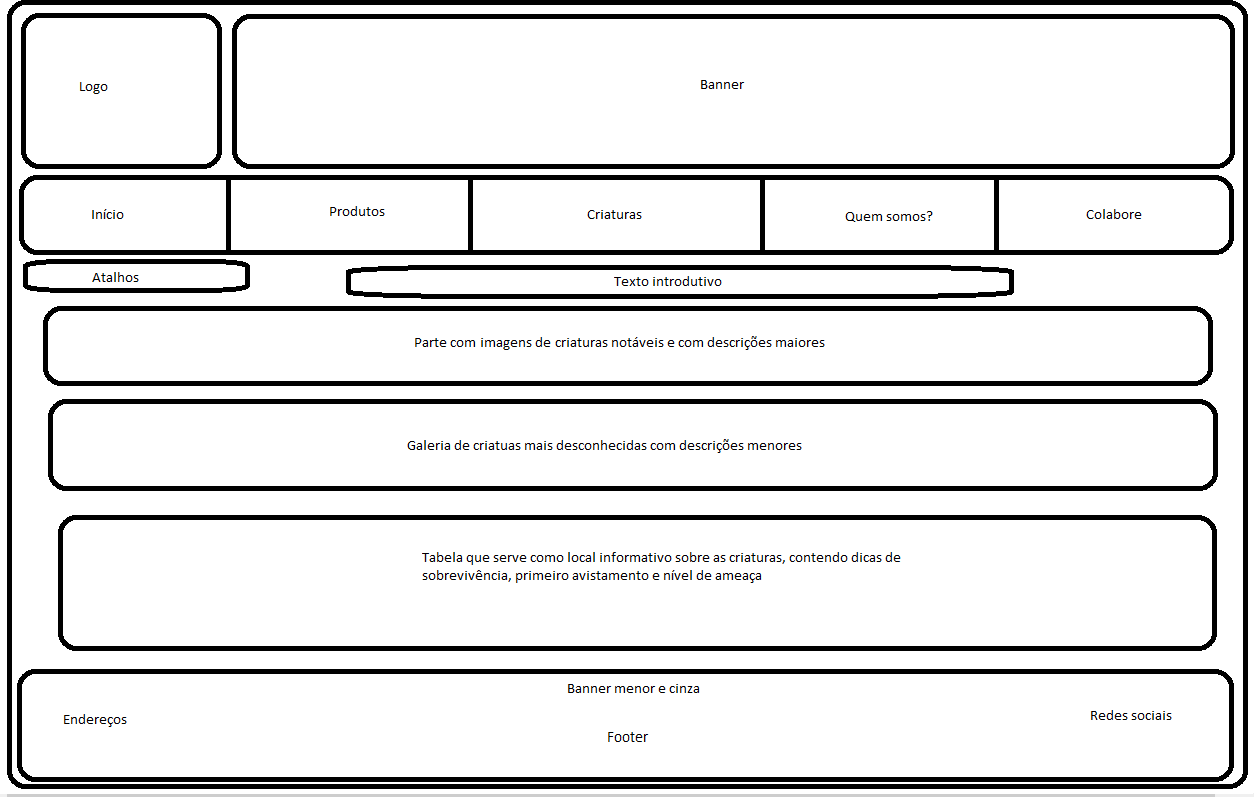 Logo
Banner
Início
Produtos
Criaturas
Quem somos?
Colabore
Atalhos
Texto introdutivo
Parte com imagens de criaturas notáveis e com descrições maiores
Galeria de criatuas mais desconhecidas com descrições menores
Tabela que serve como local informativo sobre as criaturas, contendo dicas de
sobrevivência, primeiro avistamento e nível de ameaça
Banner menor e cinza
Endereços
Redes sociais
Footer